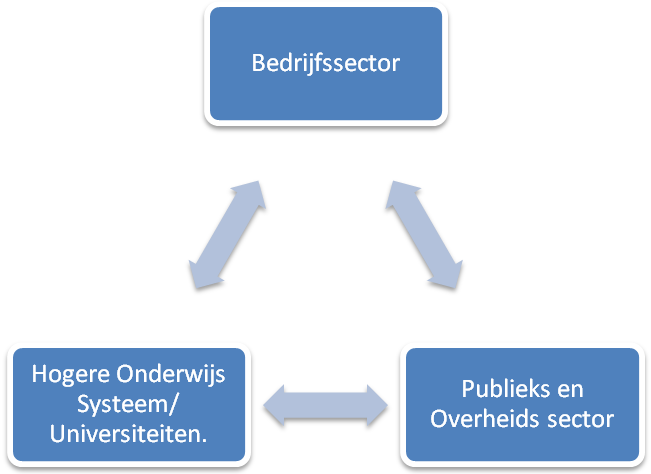 Bedrijfssector
Hogere Onderwijs
Systeem/
Universiteiten.
Publieks en
Overheids sector